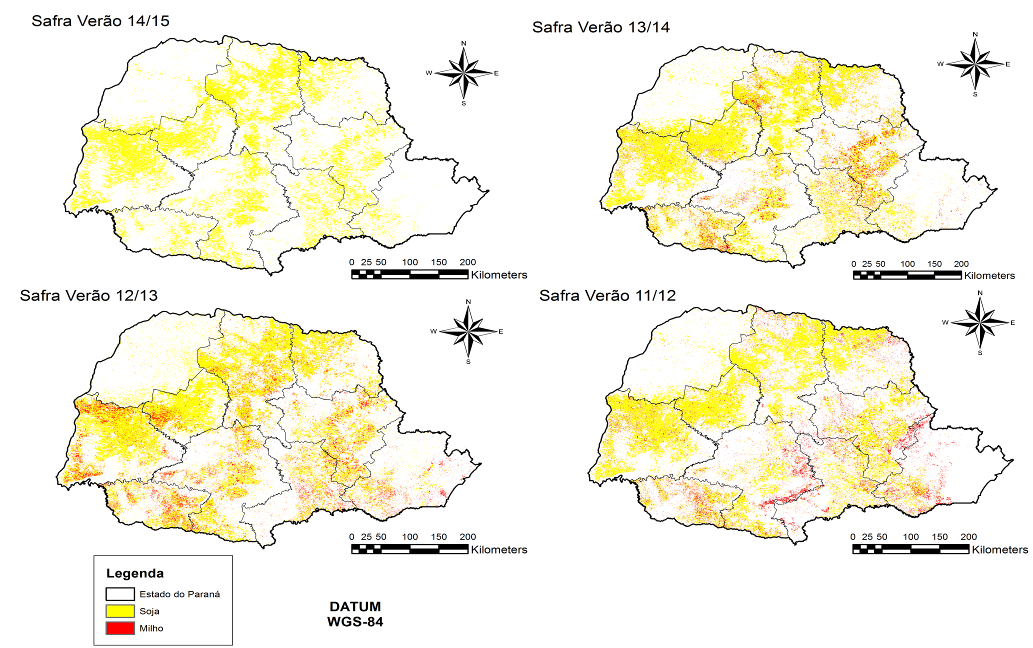 Safra Verão 14/15
N
W
E
S
0 25 50 100 150 200
Kilometers
Safra Verão 13/14
N
W
E
S
0 25 50 100 150 200
Kilometers
Safra Verão 12/13
N
W
E
S
0 25 50 100 150 200
Kilometers
Safra Verão 11/12
N
W
E
S
0 25 50 100 150 200
Kilometers
Legenda
Estado do Paraná
Soja
Milho
DATUM
WGS-84